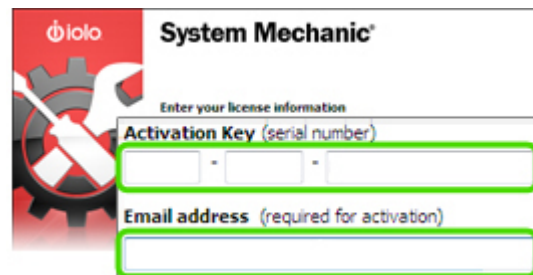 iolo
System Mechanic®
Enter your license information
Activation Key (serial number)
- -
Email address (required for activation)